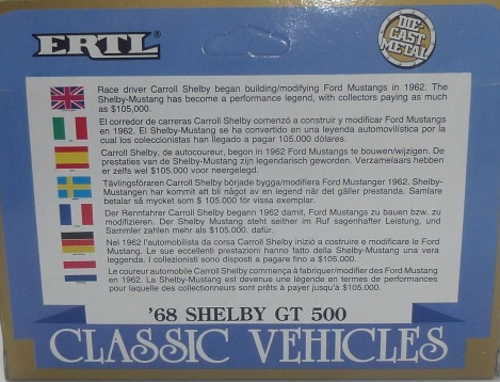 ERTL®
DIE-
CAST
METAL
Race driver Carroll Shelby began building/modifying Ford Mustangs in 1962. The
Shelby-Mustang has become a performance legend, with collectors paying as much
as $105,000.
El corredor de carreras Carroll Shelby comenzó a construir y modificar Ford Mustangs
en 1962. El Shelby-Mustang se ha convertido en una leyenda automovilística por la
cual los coleccionistas han llegado a pagar 105.000 dólares.
Carroll Shelby, de autocoureur, begon in 1962 Ford Mustangs te bouwen/wijzigen. De
prestaties van de Shelby-Mustang zijn legendarisch geworden. Verzamelaars hebben
er zelfs wel $105.000 voor neergelegd.
Tävlingsföraren Carroll Shelby började bygga/modifiera Ford Mustanger 1962. Shelby-
Mustangen har kommit att bli något av en legend när det gäller prestanda. Samlare
betalar så mycket som $ 105.000 för vissa exemplar.
Der Rennfahrer Carroll Shelby begann 1962 damit, Ford Mustangs zu bauen bzw. zu
modifizieren. Der Shelby Mustang steht seither im Ruf sagenhafter Leistung, und
Sammler zahlen mehr als $105.000. dafür.
Nel 1962 l'automobilista da corsa Carroll Shelby iniziò a costruire e modificare le Ford
Mustang. Le sue eccellenti prestazioni hanno fatto della Shelby-Mustang una vera
leggenda. I collezionisti sono disposti a pagare fino a $105.000.
Le coureur automobile Carroll Shelby commença à fabriquer/modifier des Ford Mustang
en 1962. La Shelby-Mustang est devenue une légende en termes de performances
pour laquelle des collectionneurs sont prêts à payer jusqu'à $105.000.
'68 SHELBY GT 500
CLASSIC VEHICLES